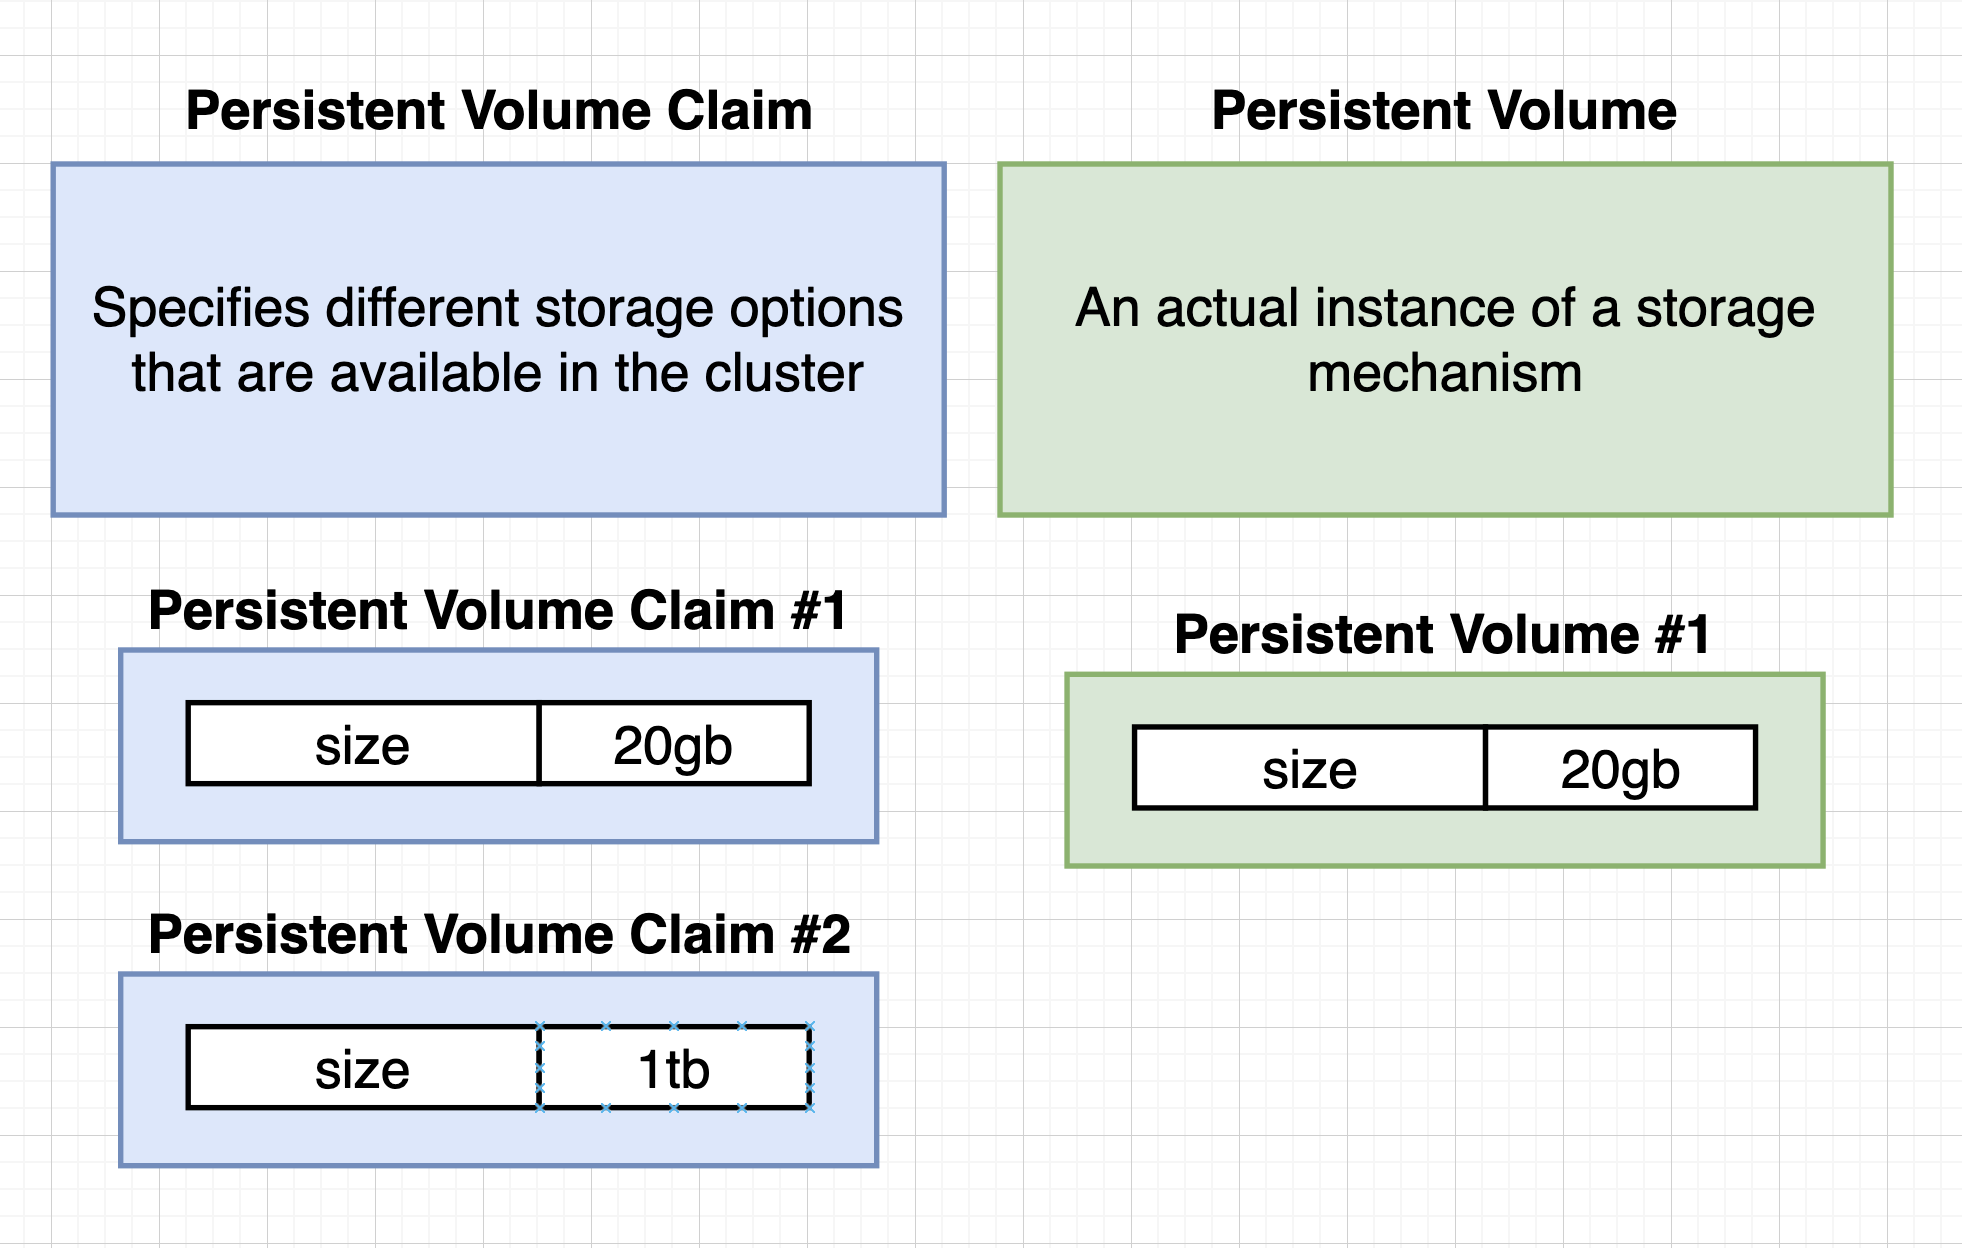 Persistent Volume Claim
Specifies different storage options
that are available in the cluster
Persistent Volume
An actual instance of a storage
mechanism
Persistent Volume Claim #1
size 20gb
Persistent Volume #1
size 20gb
Persistent Volume Claim #2
size 1tb